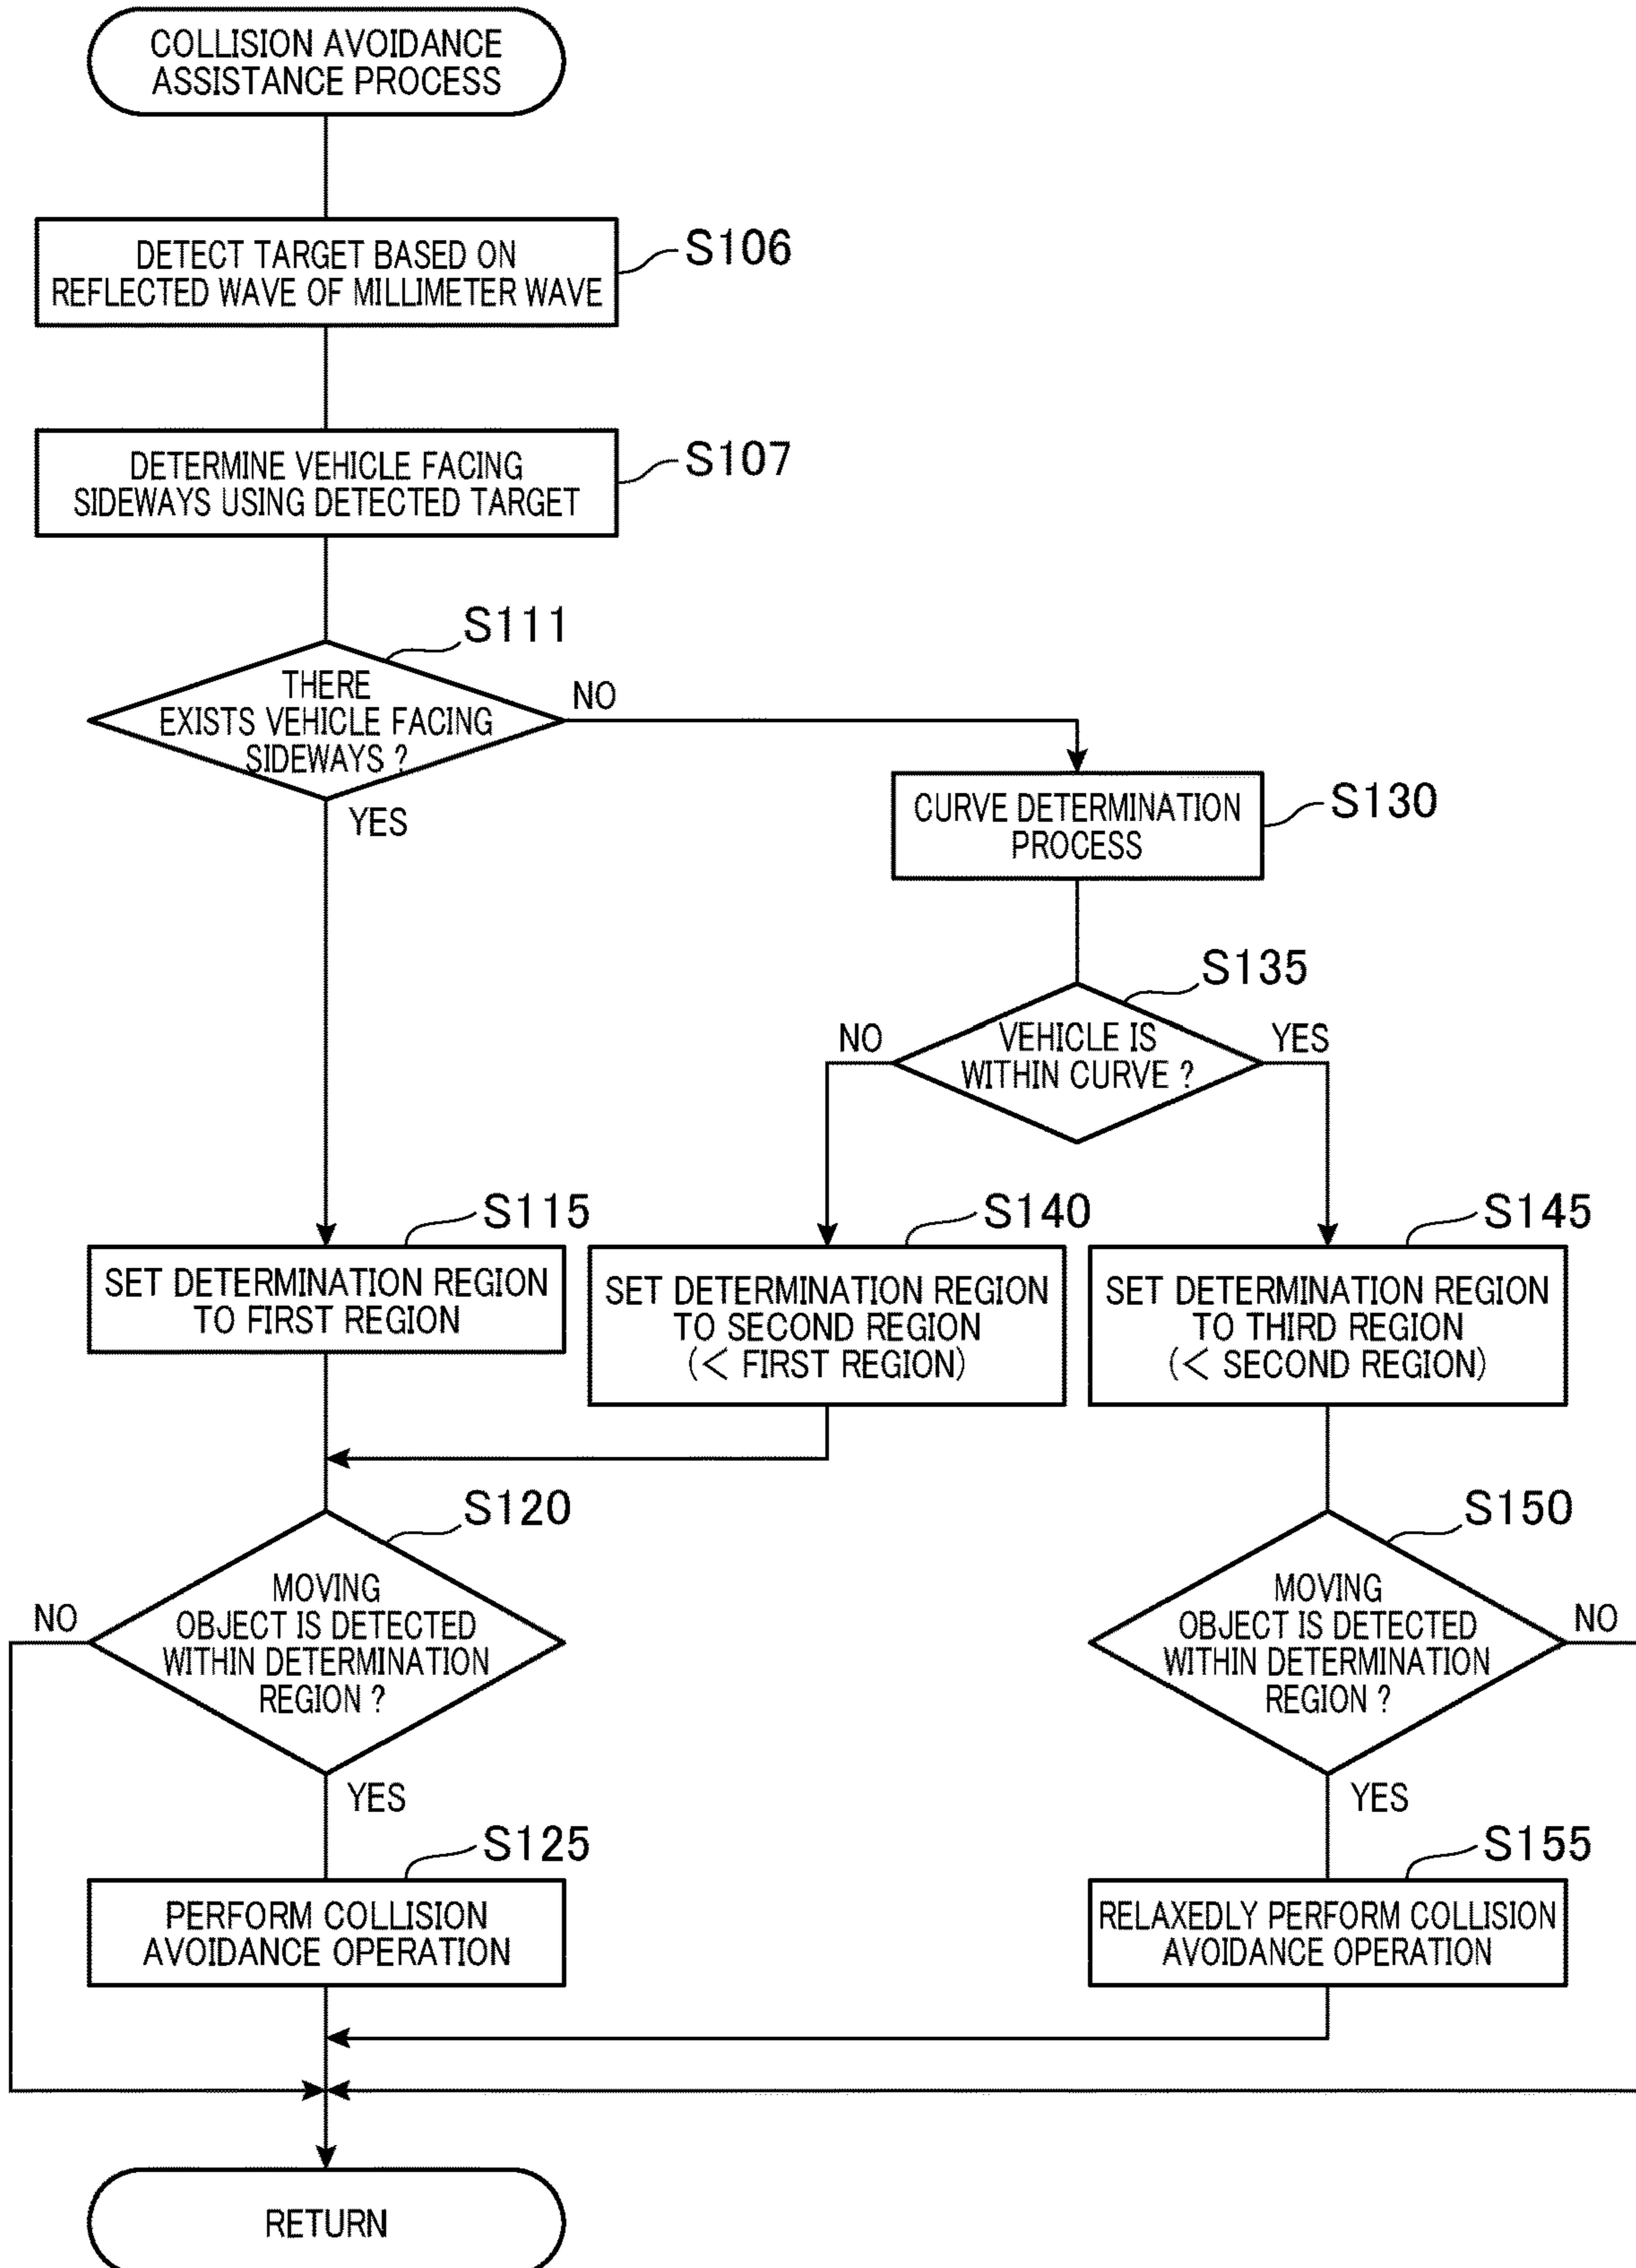 COLLISION AVOIDANCE
ASSISTANCE PROCESS
DETECT TARGET BASED ON
REFLECTED WAVE OF MILLIMETER WAVE
S106
DETERMINE VEHICLE FACING
SIDEWAYS USING DETECTED TARGET
S107
S111
THERE
EXISTS VEHICLE FACING
SIDEWAYS ?
NO
YES
CURVE DETERMINATION
PROCESS
S130
S135
VEHICLE IS
WITHIN CURVE ?
NO
YES
S115
SET DETERMINATION REGION
TO FIRST REGION
S140
SET DETERMINATION REGION
TO SECOND REGION
(< FIRST REGION)
S145
SET DETERMINATION REGION
TO THIRD REGION
(< SECOND REGION)
S120
MOVING
OBJECT IS DETECTED
WITHIN DETERMINATION
REGION ?
NO
YES
S150
MOVING
OBJECT IS DETECTED
WITHIN DETERMINATION
REGION ?
NO
YES
S125
PERFORM COLLISION
AVOIDANCE OPERATION
S155
RELAXEDLY PERFORM COLLISION
AVOIDANCE OPERATION
RETURN